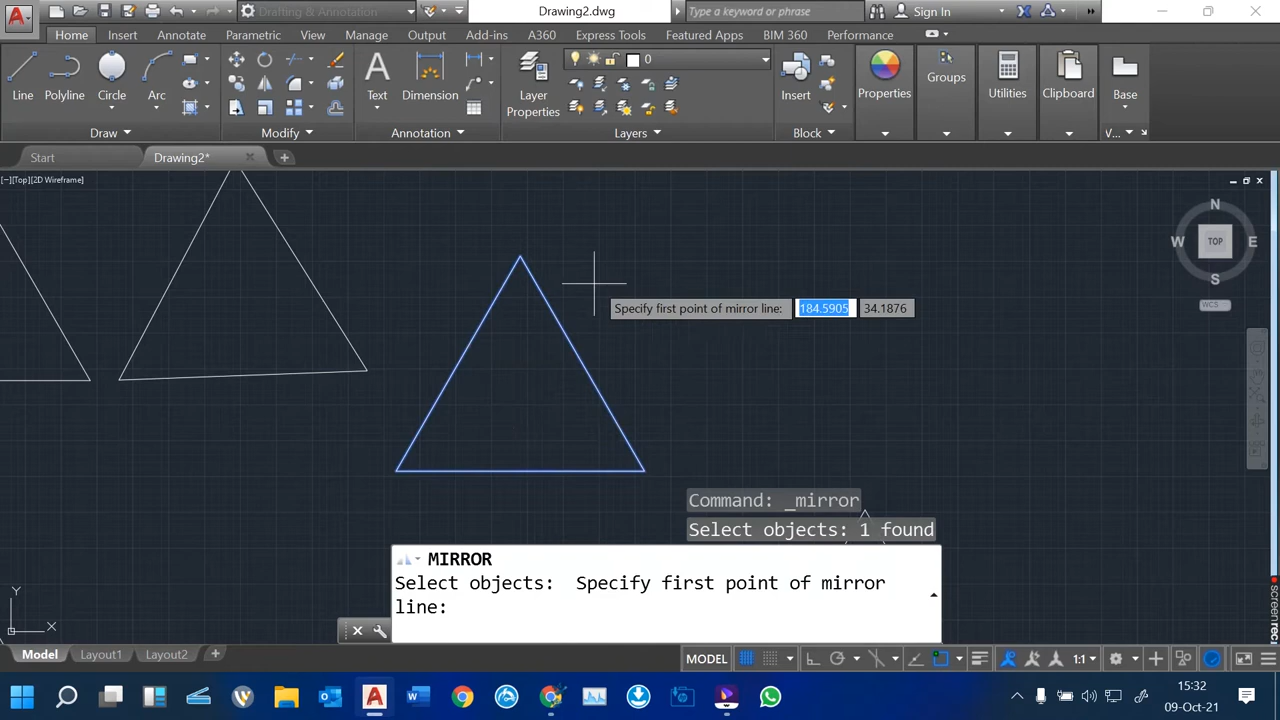 Drafting & Annotation
Drawing2.dwg
Type a keyword or phrase
Sign In
Home Insert Annotate Parametric View Manage Output Add-ins A360 Express Tools Featured Apps BIM 360 Performance
0
Line Polyline Circle Arc
Text Dimension
Layer Properties
Insert
Properties
Groups
Utilities
Clipboard
Base
Draw Modify Annotation Layers Block V...
Start Drawing2*
[−][Top][2D Wireframe]
N
W TOP E
S
WCS
Specify first point of mirror line: 184.5905 34.1876
Command: _mirror
Select objects: 1 found
MIRROR
Select objects: Specify first point of mirror
line:
Y
X
Model Layout1 Layout2
MODEL 1:1
15:32
09-Oct-21